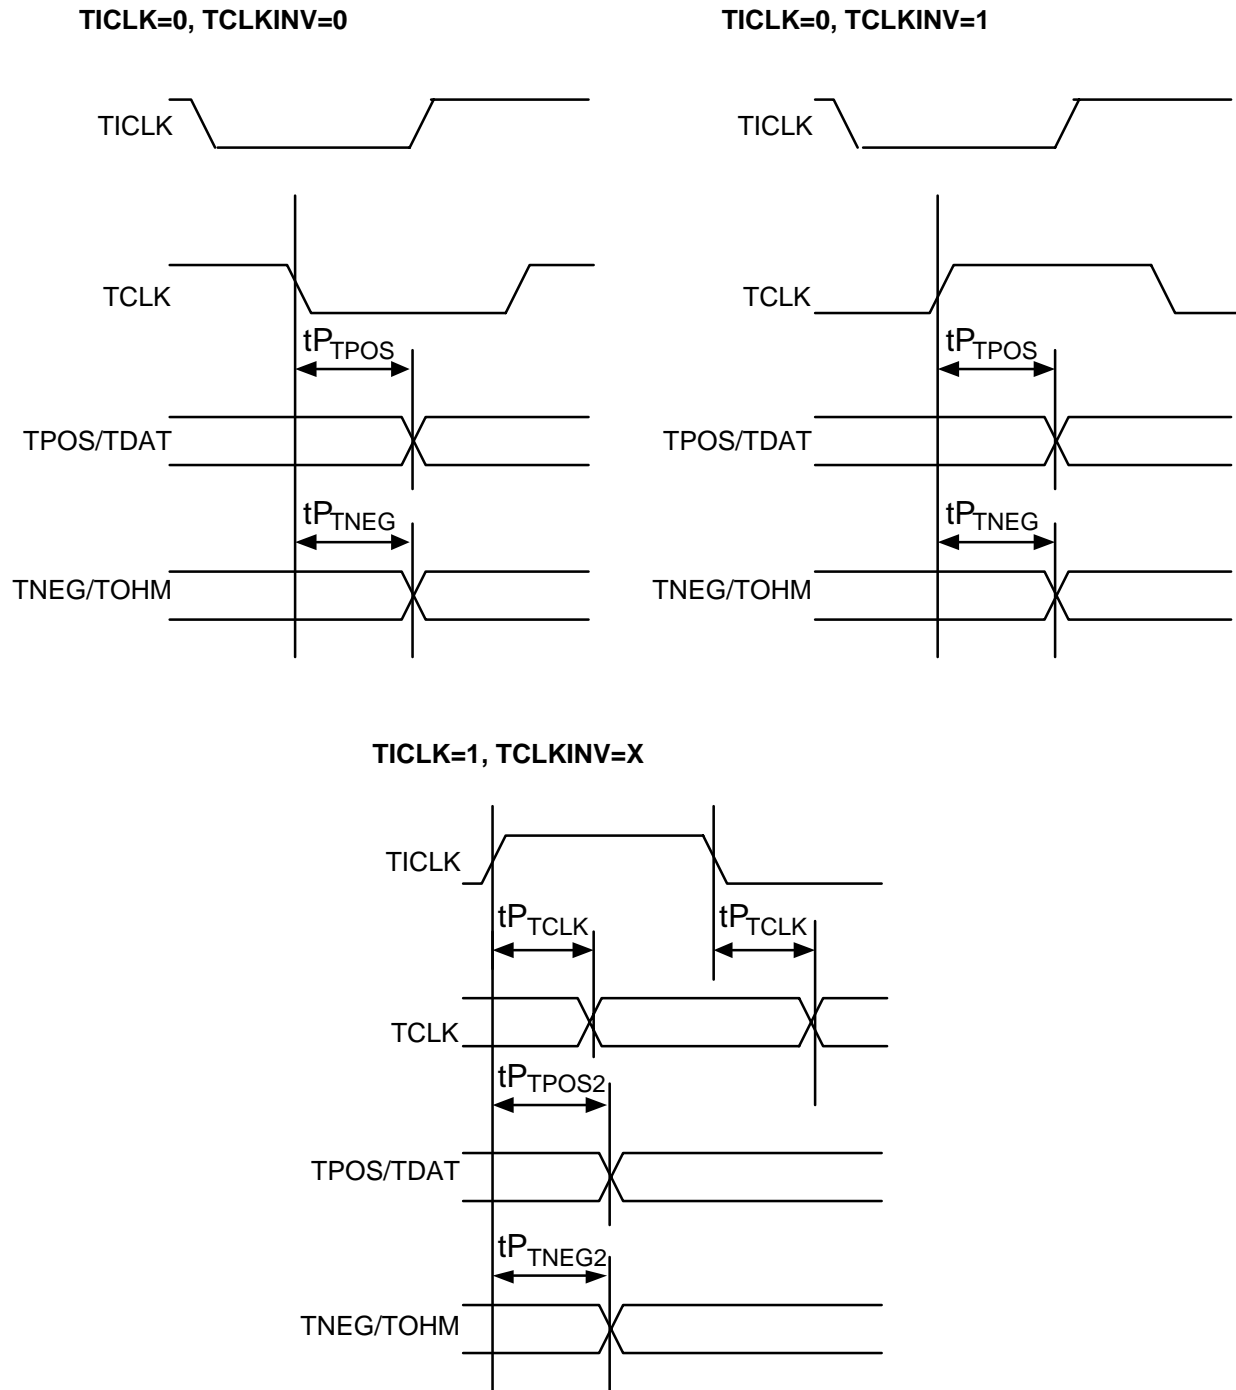 TICLK=0, TCLKINV=0
TICLK
TCLK
tPTPOS
TPOS/TDAT
tPTNEG
TNEG/TOHM
TICLK=0, TCLKINV=1
TICLK
TCLK
tPTPOS
TPOS/TDAT
tPTNEG
TNEG/TOHM
TICLK=1, TCLKINV=X
TICLK
tPTCLK tPTCLK
TCLK
tPTPOS2
TPOS/TDAT
tPTNEG2
TNEG/TOHM